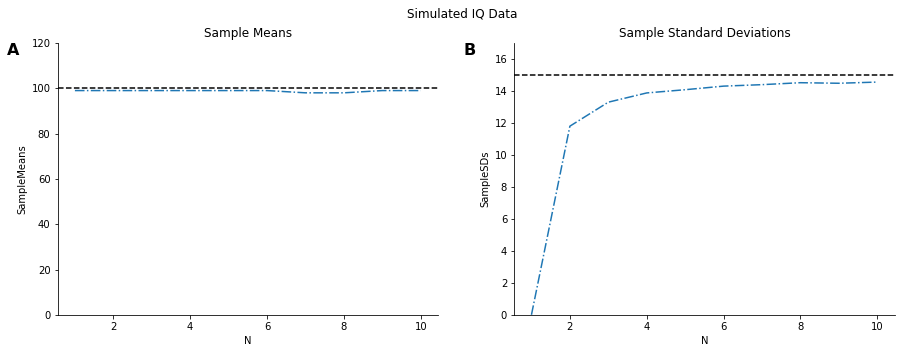 Simulated IQ Data
A
Sample Means
120
100
80
60
40
20
0
SampleMeans
2 4 6 8 10
N
B
Sample Standard Deviations
16
14
12
10
8
6
4
2
0
SampleSDs
2 4 6 8 10
N